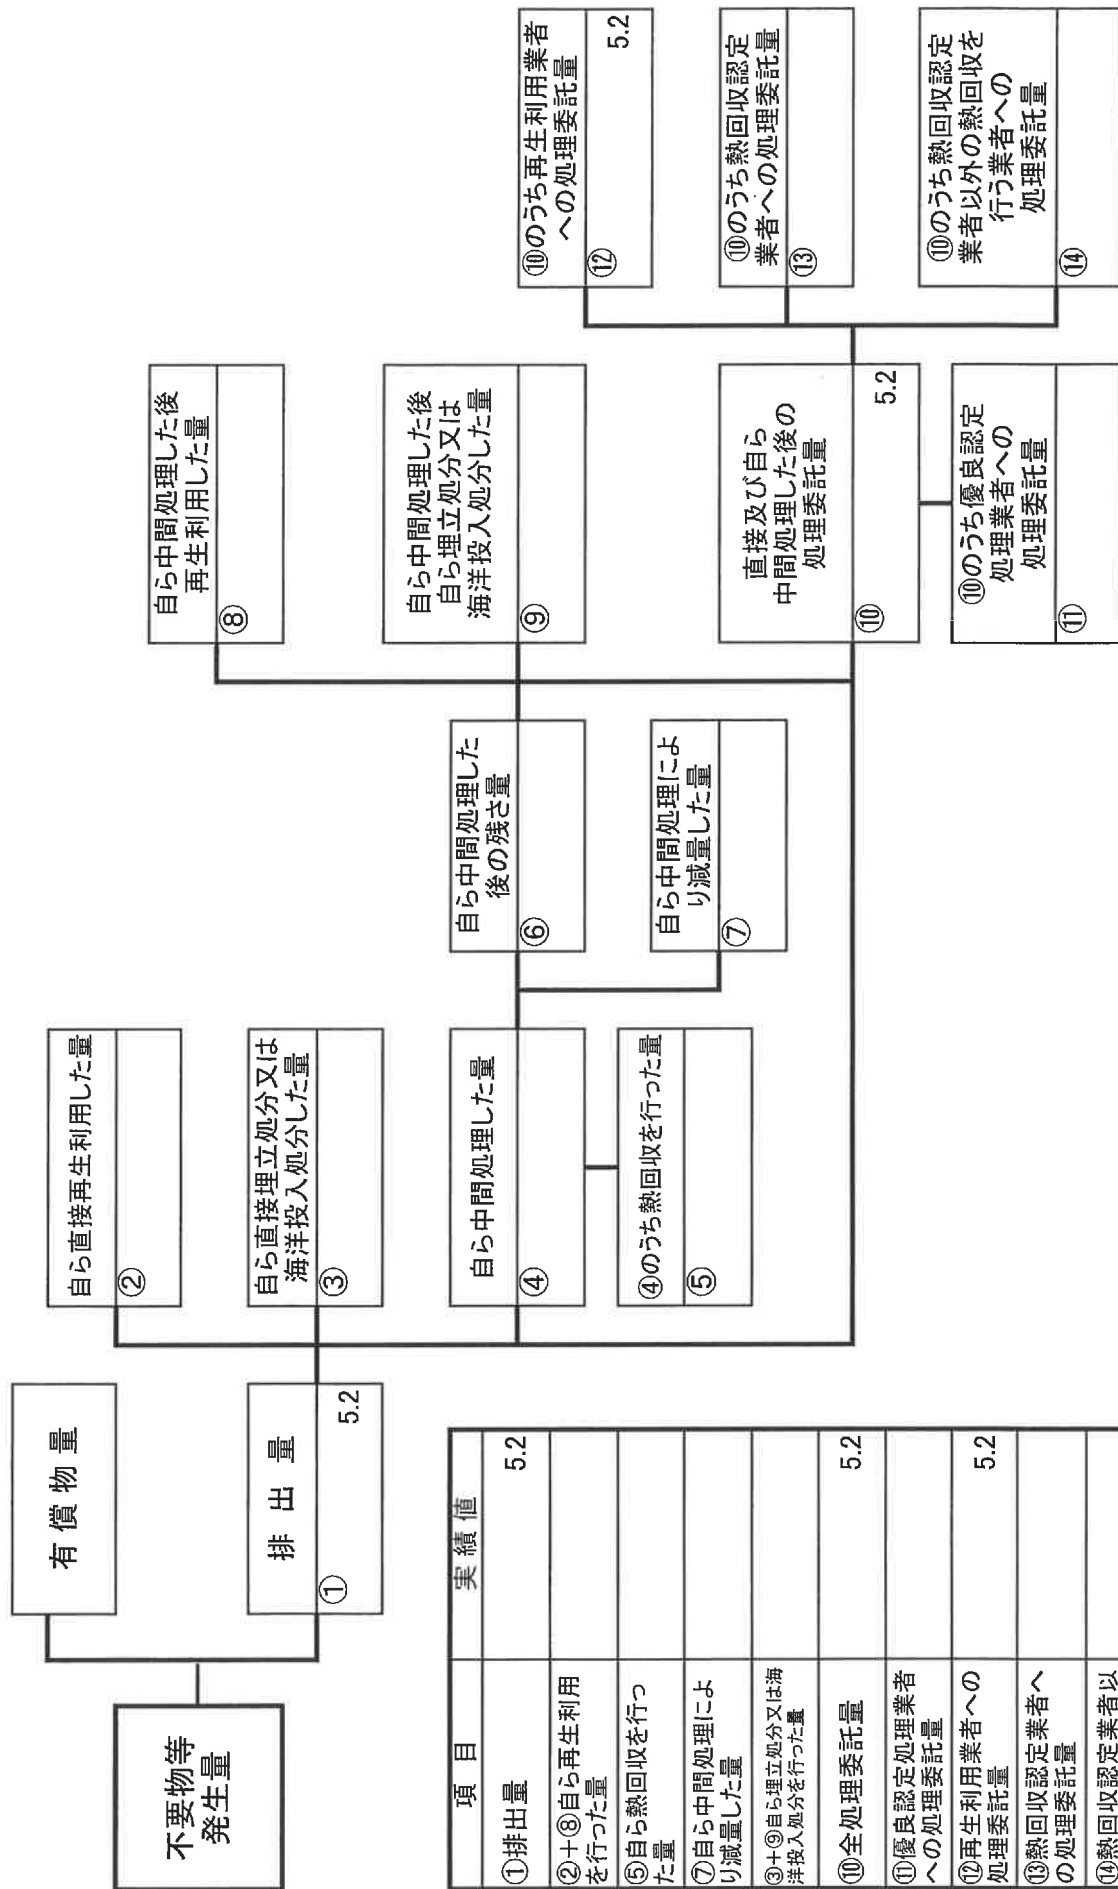 不要物等
発生量
有償物量
排出量
①
5.2
自ら直接再生利用した量
②
自ら直接埋立処分又は
海洋投入処分した量
③
自ら中間処理した量
④
④のうち熱回収を行った量
⑤
自ら中間処理した
後の残さ量
⑥
自ら中間処理によ
り減量した量
⑦
自ら中間処理した後
再生利用した量
⑧
自ら中間処理した後
自ら埋立処分又は
海洋投入処分した量
⑨
直接及び自ら
中間処理した後の
処理委託量
⑩
5.2
⑩のうち優良認定
処理業者への
処理委託量
⑪
⑩のうち再生利用業者
への処理委託量
⑫
5.2
⑩のうち熱回収認定
業者への処理委託量
⑬
⑩のうち熱回収認定
業者以外の熱回収を
行う業者への
処理委託量
⑭
項目
実績値
①排出量
5.2
②+⑧自ら再生利用
を行った量
⑤自ら熱回収を行っ
た量
⑦自ら中間処理によ
り減量した量
③+⑨自ら埋立処分又は海
洋投入処分を行った量
⑩全処理委託量
5.2
⑪優良認定処理業者
への処理委託量
⑫再生利用業者への
処理委託量
5.2
⑬熱回収認定業者へ
の処理委託量
⑭熱回収認定業者以